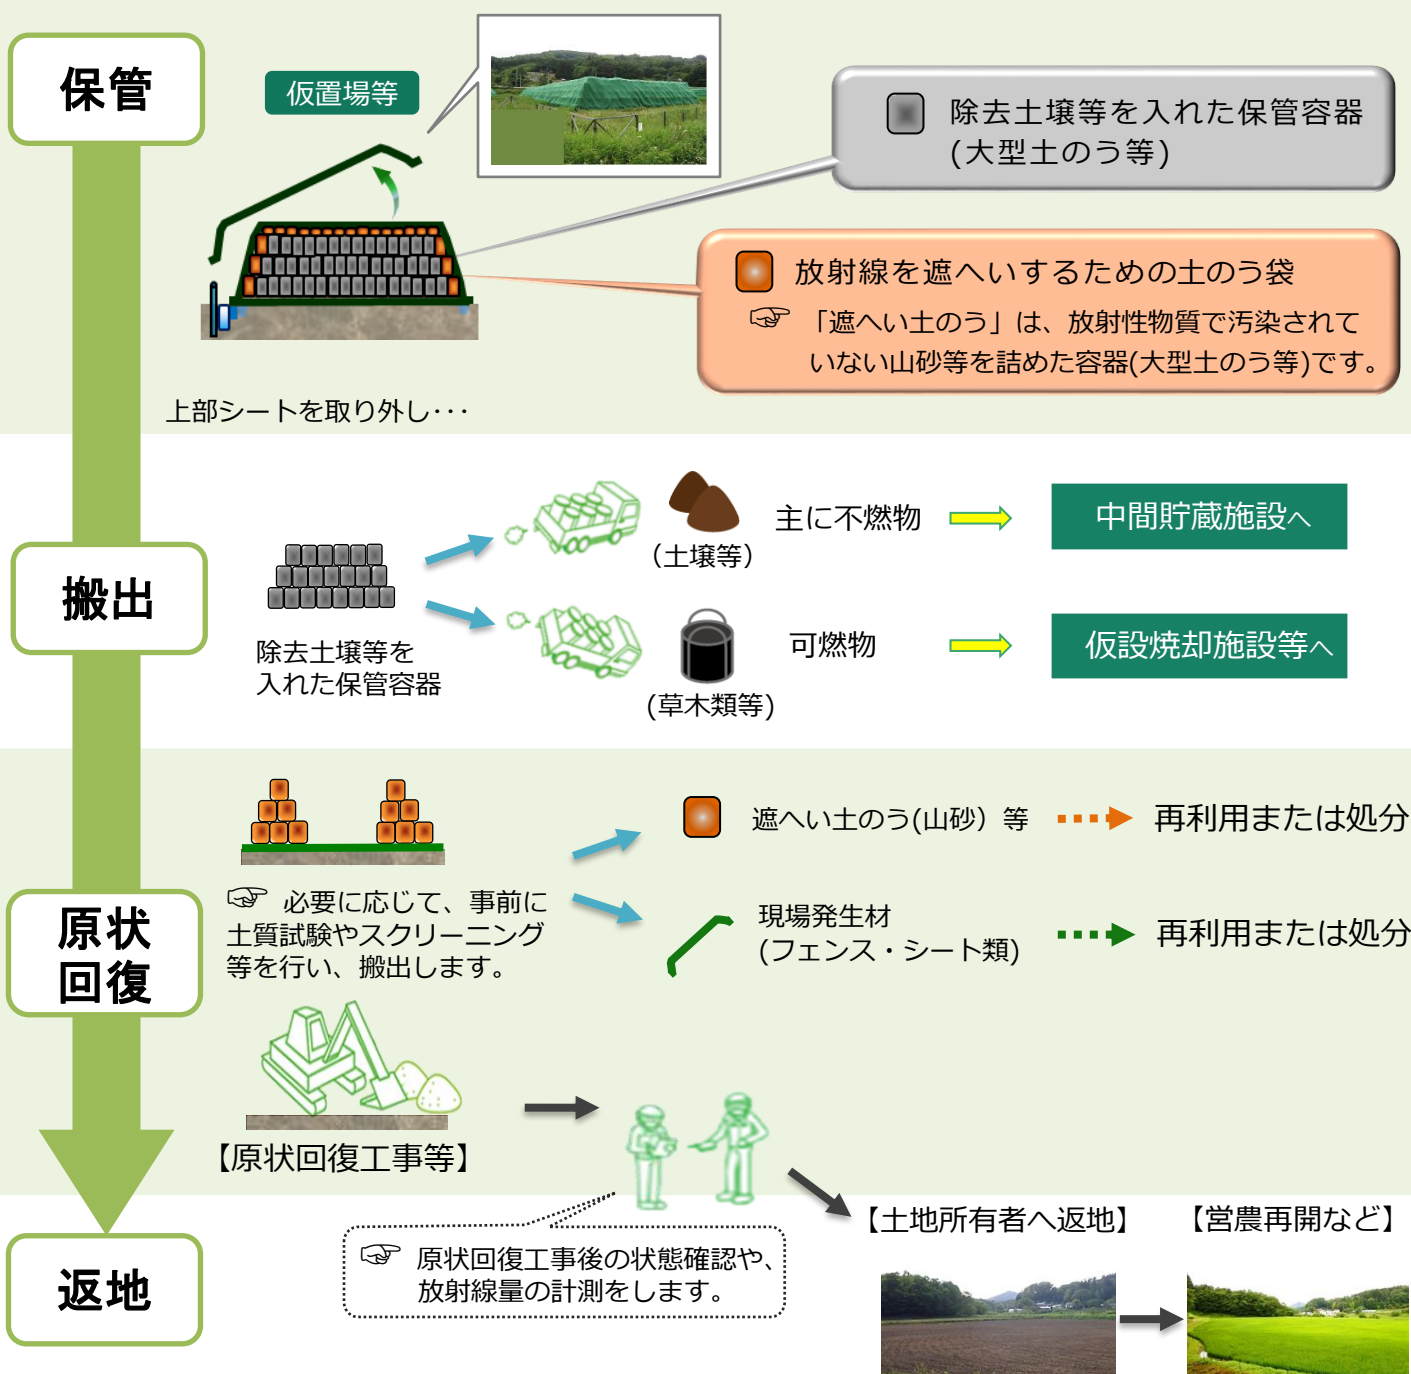 保管
仮置場等
除去土壌等を入れた保管容器
(大型土のう等)
放射線を遮へいするための土のう袋
☞ 「遮へい土のう」は、放射性物質で汚染されて
いない山砂等を詰めた容器(大型土のう等)です。
上部シートを取り外し･･･
搬出
除去土壌等を
入れた保管容器
(土壌等)
主に不燃物
中間貯蔵施設へ
(草木類等)
可燃物
仮設焼却施設等へ
原状
回復
☞ 必要に応じて、事前に
土質試験やスクリーニング
等を行い、搬出します。
遮へい土のう(山砂）等
再利用または処分
現場発生材
(フェンス・シート類)
再利用または処分
【原状回復工事等】
返地
☞ 原状回復工事後の状態確認や、
放射線量の計測をします。
【土地所有者へ返地】
【営農再開など】